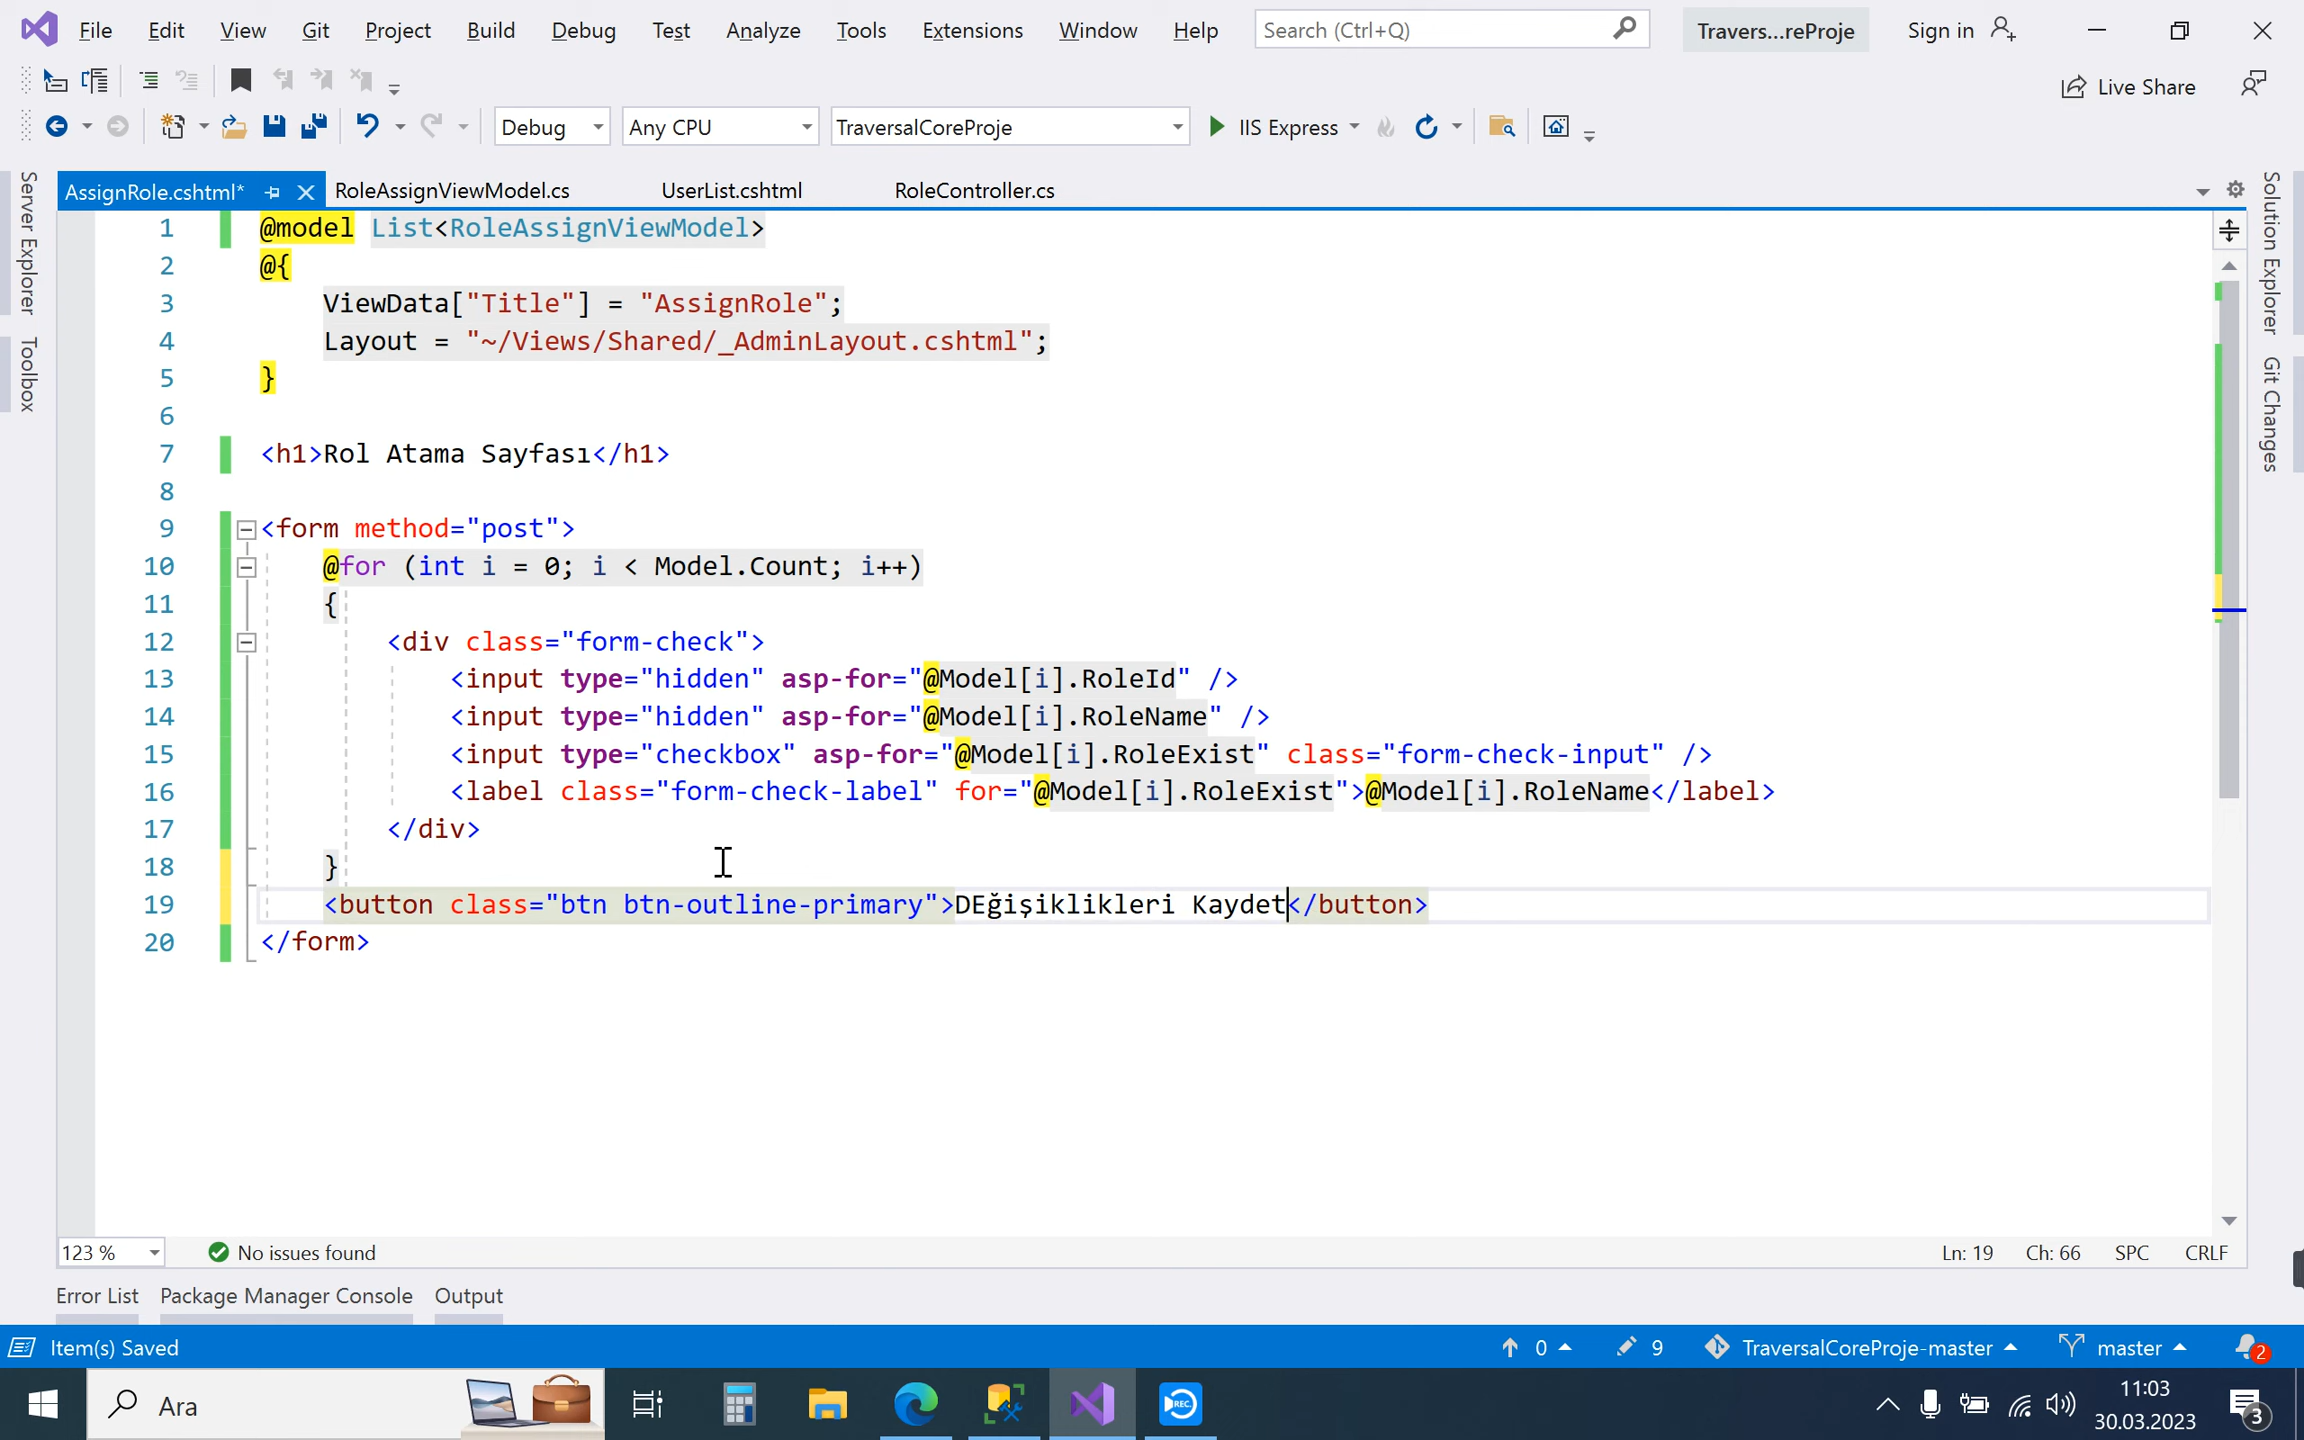 File Edit View Git Project Build Debug Test Analyze Tools Extensions Window Help Search (Ctrl+Q) Travers...reProje Sign in
Live Share
Debug Any CPU TraversalCoreProje IIS Express
Server Explorer
Toolbox
Solution Explorer
Git Changes
AssignRole.cshtml* RoleAssignViewModel.cs UserList.cshtml RoleController.cs
1 @model List<RoleAssignViewModel>
2 @{
3 ViewData["Title"] = "AssignRole";
4 Layout = "~/Views/Shared/_AdminLayout.cshtml";
5 }
6
7 <h1>Rol Atama Sayfası</h1>
8
9 <form method="post">
10 @for (int i = 0; i < Model.Count; i++)
11 {
12 <div class="form-check">
13 <input type="hidden" asp-for="@Model[i].RoleId" />
14 <input type="hidden" asp-for="@Model[i].RoleName" />
15 <input type="checkbox" asp-for="@Model[i].RoleExist" class="form-check-input" />
16 <label class="form-check-label" for="@Model[i].RoleExist">@Model[i].RoleName</label>
17 </div>
18 }
19 <button class="btn btn-outline-primary">DEğişiklikleri Kaydet</button>
20 </form>
123 % No issues found Ln: 19 Ch: 66 SPC CRLF
Error List Package Manager Console Output
Item(s) Saved 0 9 TraversalCoreProje-master master 2
Ara REC 11:03
30.03.2023 3